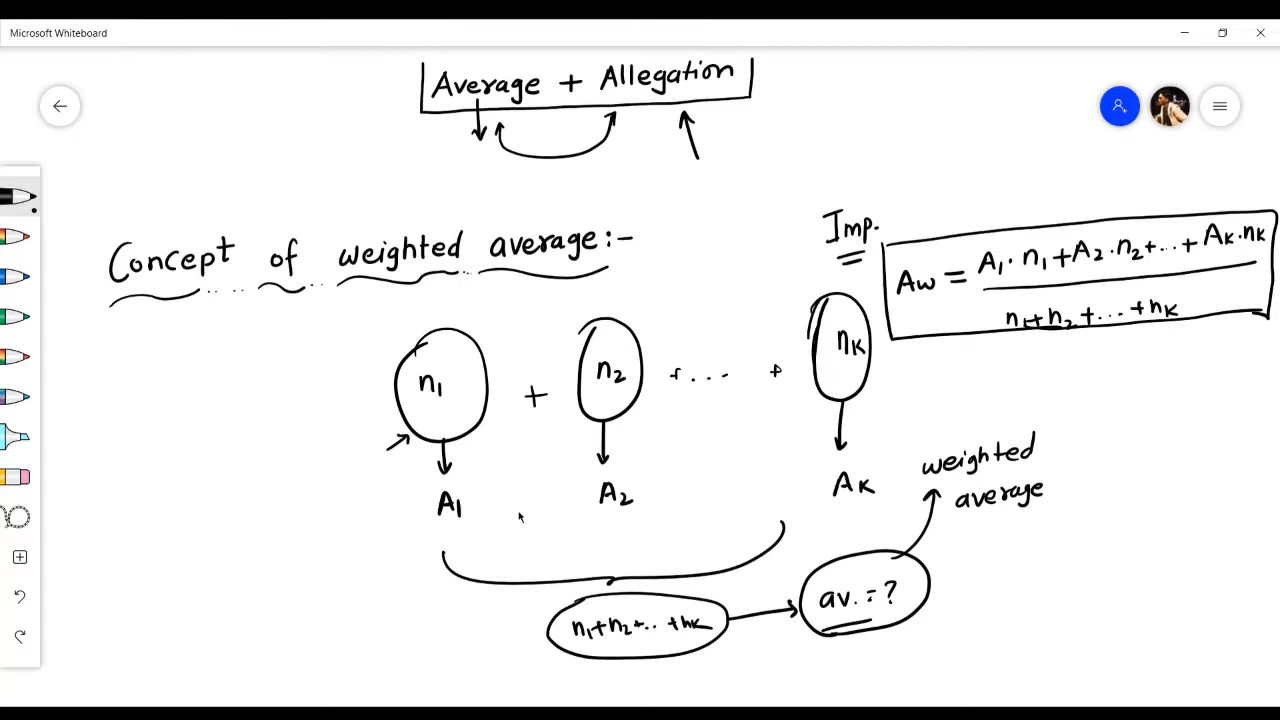 Microsoft Whiteboard
Average + Allegation
Concept of weighted average:-
Imp.
Aw = A₁·n₁+A₂·n₂+...+Aₖ·nₖ
n₁+n₂+...+nₖ
n₁ + n₂ + ... + nₖ
A₁ A₂ Aₖ
weighted
average
n₁+n₂+..+nₖ
av. = ?